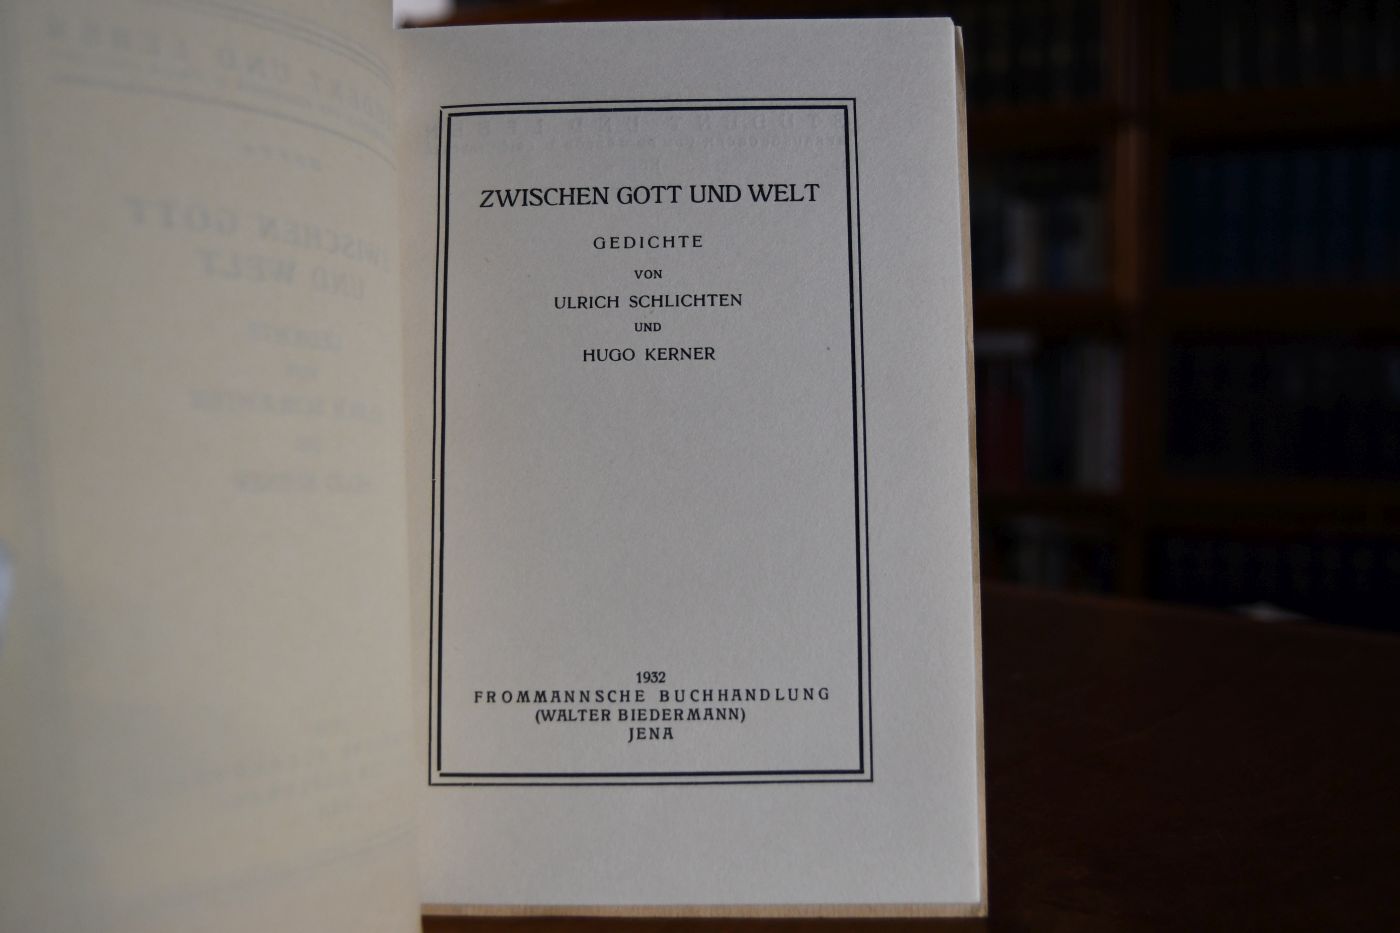 ZWISCHEN GOTT UND WELT
GEDICHTE
VON
ULRICH SCHLICHTEN
UND
HUGO KERNER
1932
FROMMANNSCHE BUCHHANDLUNG
(WALTER BIEDERMANN)
JENA